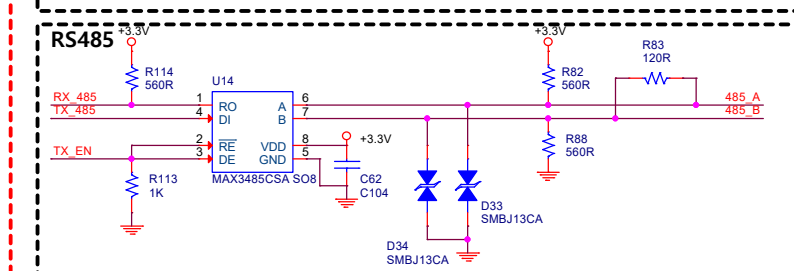 RS485
+3.3V
+3.3V
R83
120R
R114
560R
U14
R82
560R
RX_485
1
RO
A
6
485_A
TX_485
4
DI
B
7
485_B
2
RE
VDD
8
+3.3V
TX_EN
3
DE
GND
5
R88
560R
R113
1K
MAX3485CSA SO8
C62
C104
D33
SMBJ13CA
D34
SMBJ13CA